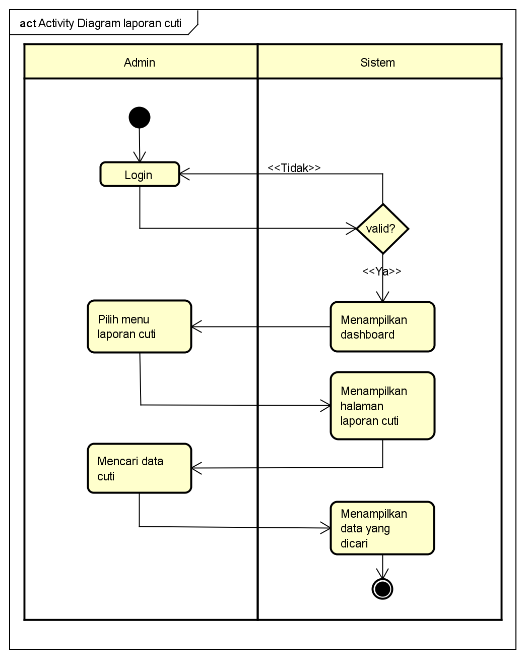 act Activity Diagram laporan cuti
Admin
Sistem
<<Tidak>>
Login
valid?
<<Ya>>
Pilih menu
laporan cuti
Menampilkan
dashboard
Menampilkan
halaman
laporan cuti
Mencari data
cuti
Menampilkan
data yang
dicari